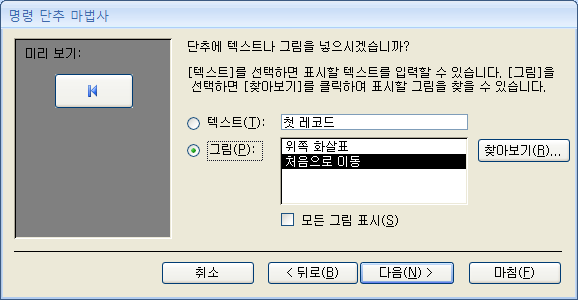 명령 단추 마법사
미리 보기:
단추에 텍스트나 그림을 넣으시겠습니까?
[텍스트]를 선택하면 표시할 텍스트를 입력할 수 있습니다. [그림]을
선택하면 [찾아보기]를 클릭하여 표시할 그림을 찾을 수 있습니다.
텍스트(T): 첫 레코드
그림(P): 위쪽 화살표
처음으로 이동
찾아보기(R)...
모든 그림 표시(S)
취소 < 뒤로(B) 다음(N) > 마침(F)